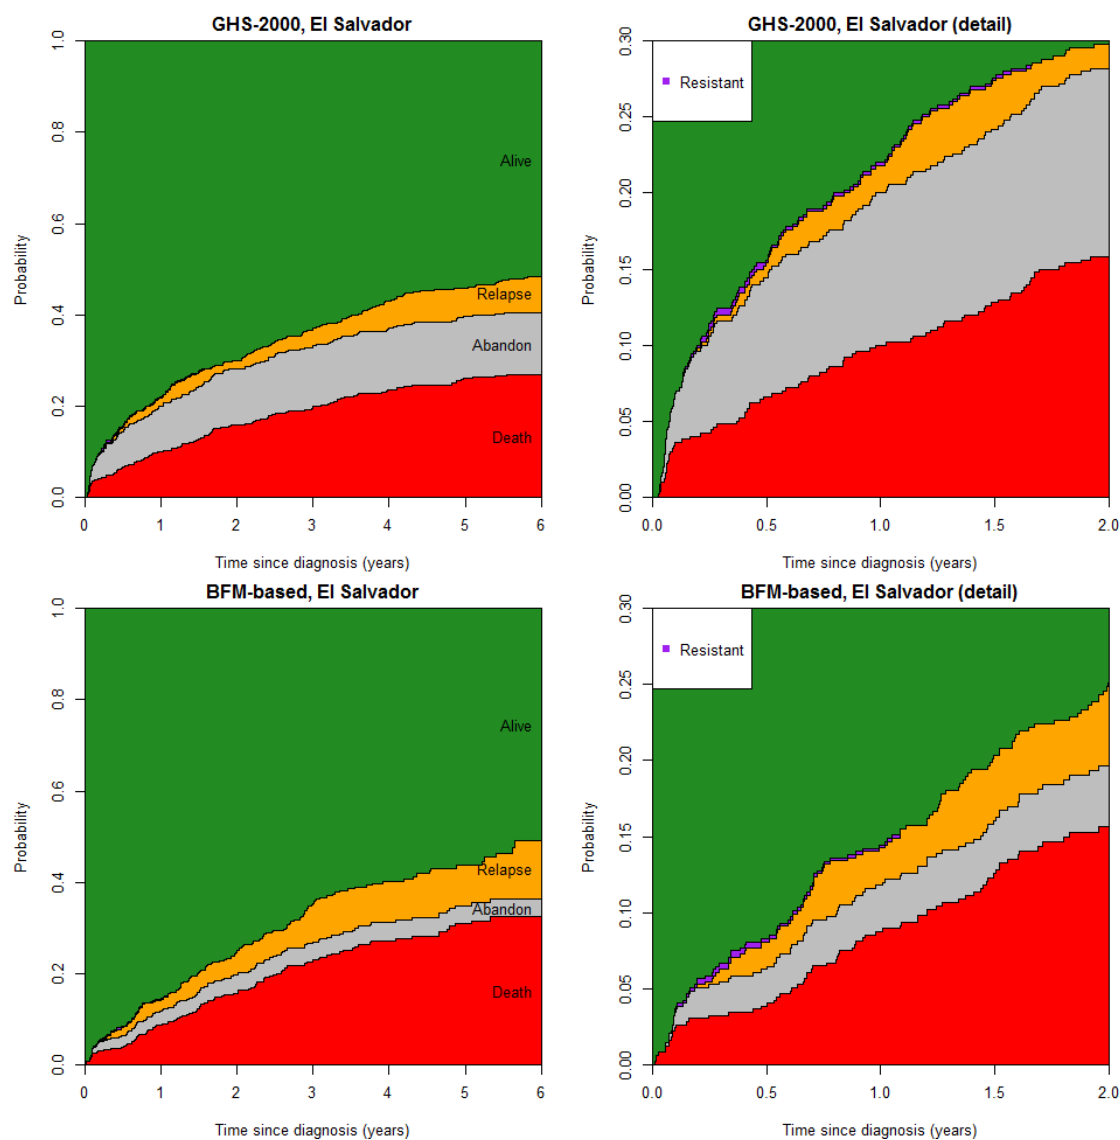 GHS-2000, El Salvador
1.0
0.8
0.6
0.4
0.2
0.0
Probability
Alive
Relapse
Abandon
Death
0 1 2 3 4 5 6
Time since diagnosis (years)
GHS-2000, El Salvador (detail)
Resistant
0.30
0.25
0.20
0.15
0.10
0.05
0.00
Probability
0.0 0.5 1.0 1.5 2.0
Time since diagnosis (years)
BFM-based, El Salvador
1.0
0.8
0.6
0.4
0.2
0.0
Probability
Alive
Relapse
Abandon
Death
0 1 2 3 4 5 6
Time since diagnosis (years)
BFM-based, El Salvador (detail)
Resistant
0.30
0.25
0.20
0.15
0.10
0.05
0.00
Probability
0.0 0.5 1.0 1.5 2.0
Time since diagnosis (years)